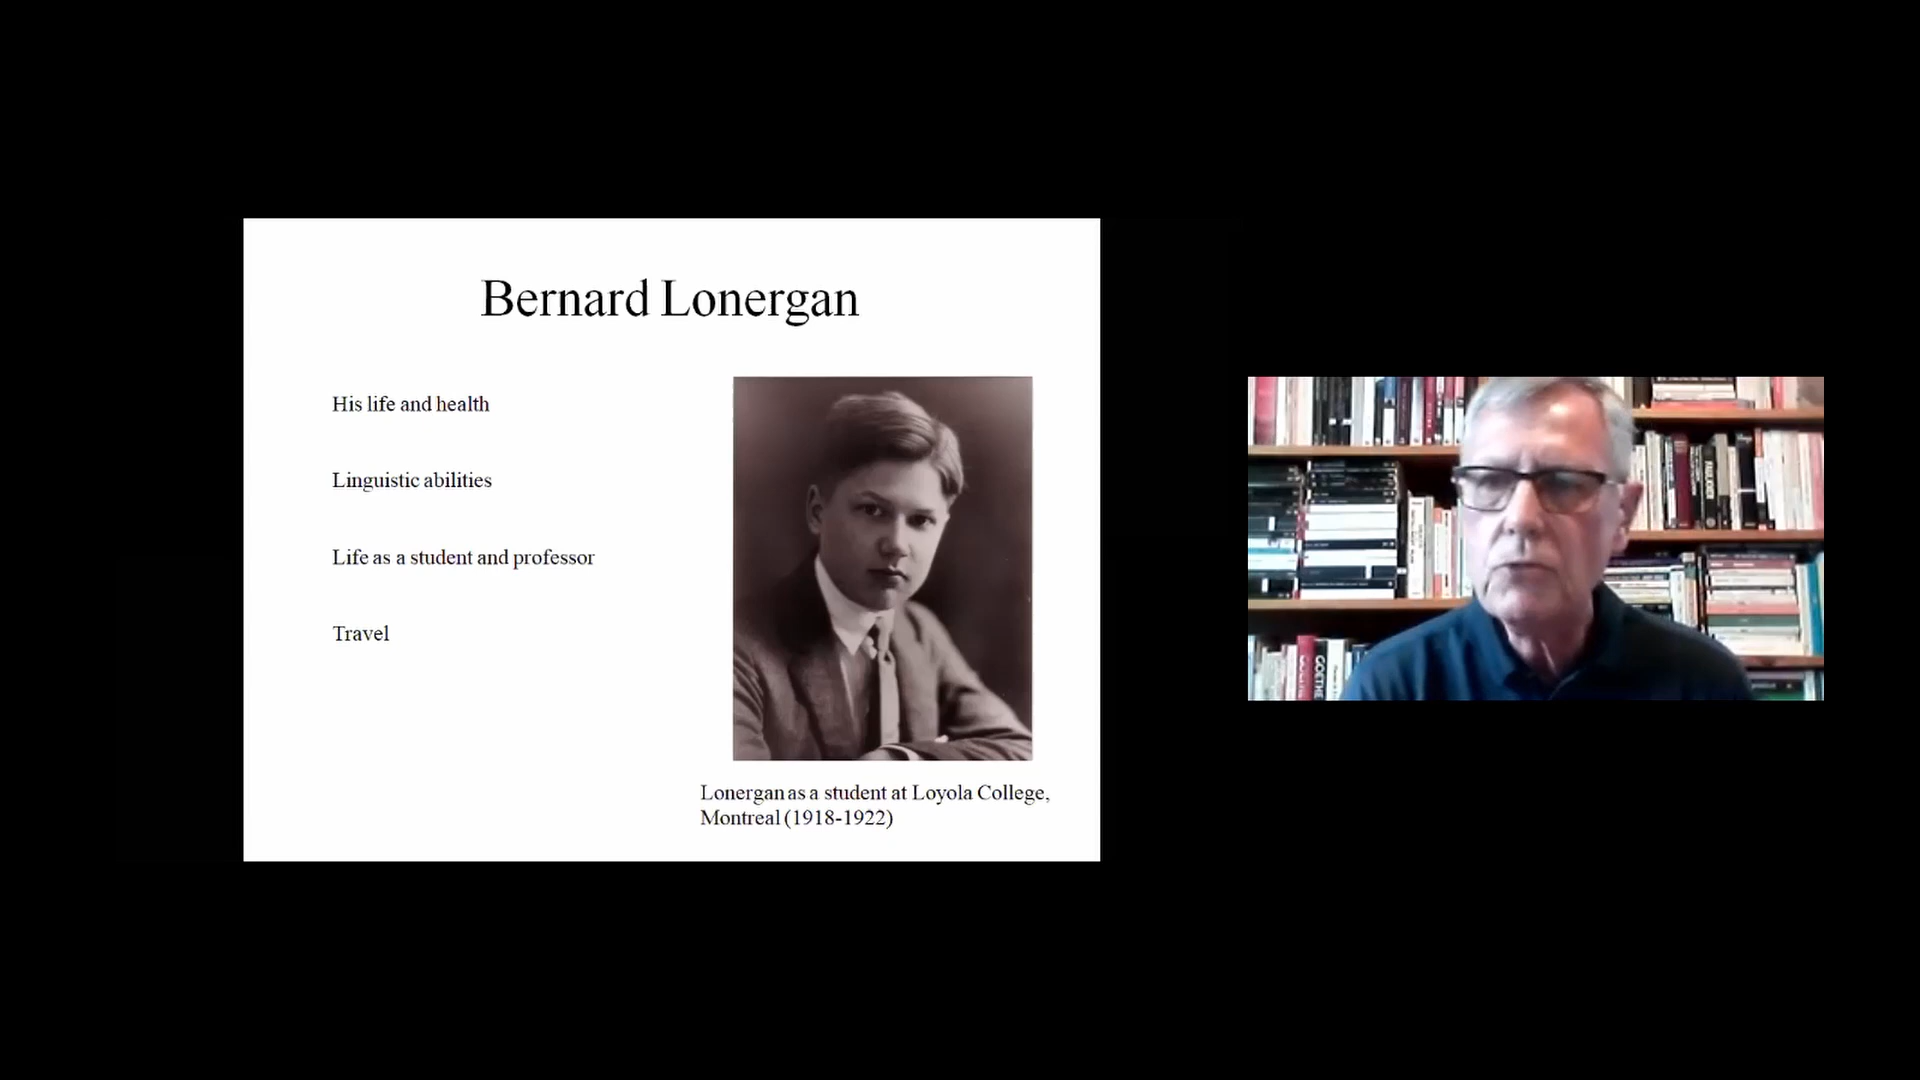 Bernard Lonergan
His life and health
Linguistic abilities
Life as a student and professor
Travel
Lonergan as a student at Loyola College,
Montreal (1918-1922)
GOETHE